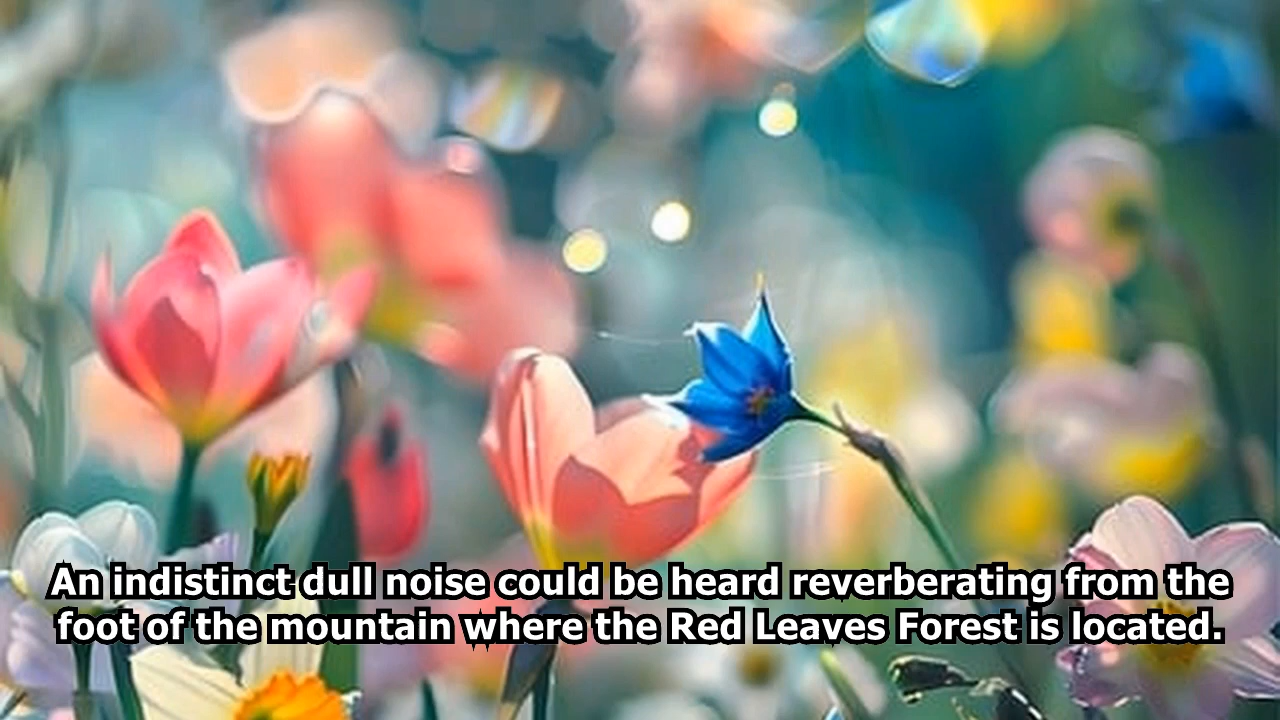 An indistinct dull noise could be heard reverberating from the
foot of the mountain where the Red Leaves Forest is located.